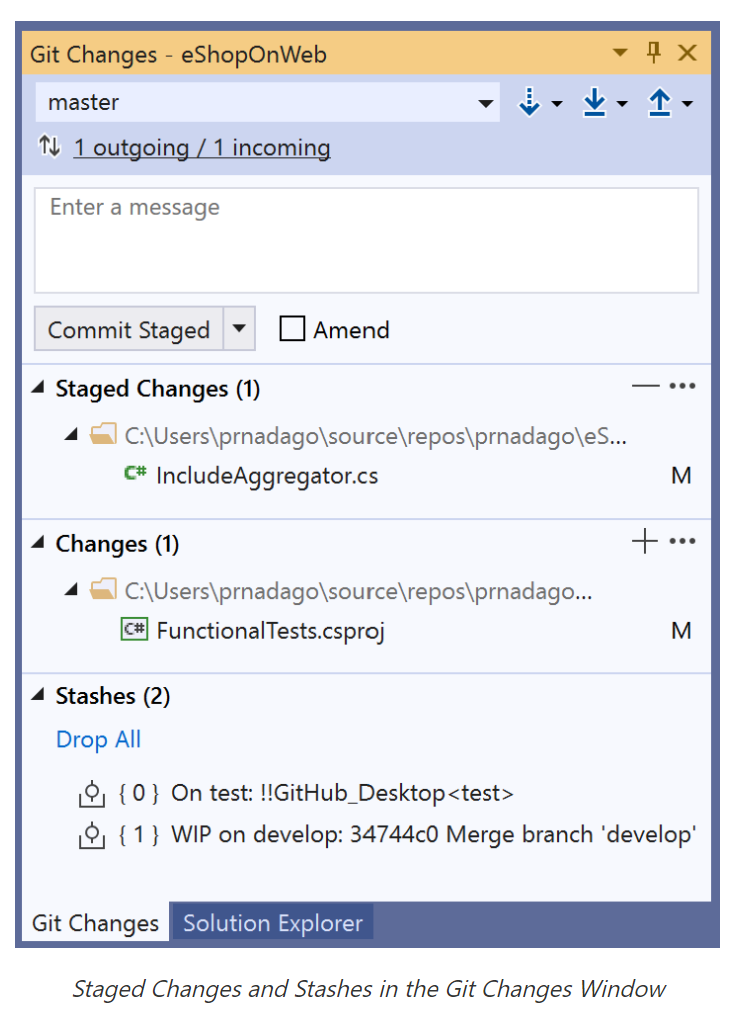 Git Changes - eShopOnWeb
master
1 outgoing / 1 incoming
Enter a message
Commit Staged Amend
Staged Changes (1)
C:\Users\prnadago\source\repos\prnadago\eS...
C# IncludeAggregator.cs M
Changes (1)
C:\Users\prnadago\source\repos\prnadago...
C# FunctionalTests.csproj M
Stashes (2)
Drop All
{ 0 } On test: !!GitHub_Desktop<test>
{ 1 } WIP on develop: 34744c0 Merge branch 'develop'
Git Changes Solution Explorer
Staged Changes and Stashes in the Git Changes Window